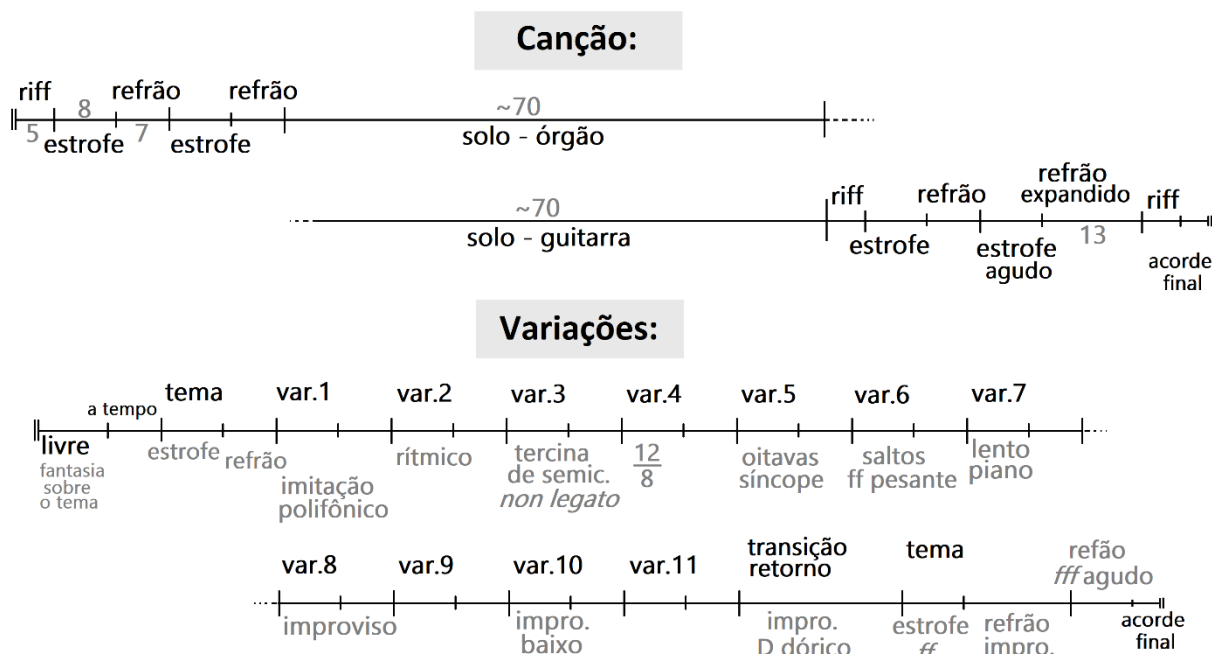 Canção:
riff 8 refrão refrão ~70
5 estrofe 7 estrofe solo - órgão
~70 riff refrão refrão expandido riff
solo - guitarra estrofe estrofe agudo 13 acorde final
Variações:
a tempo tema var.1 var.2 var.3 var.4 var.5 var.6 var.7
livre
fantasia sobre o tema
estrofe refrão
imitação polifônico
rítmico
tercina de semic. non legato
12/8
oitavas síncope
saltos ff pesante
lento piano
var.8 var.9 var.10 var.11 transição retorno tema refão fff agudo
improviso
impro. baixo
impro. D dórico
estrofe ff
refrão impro.
acorde final